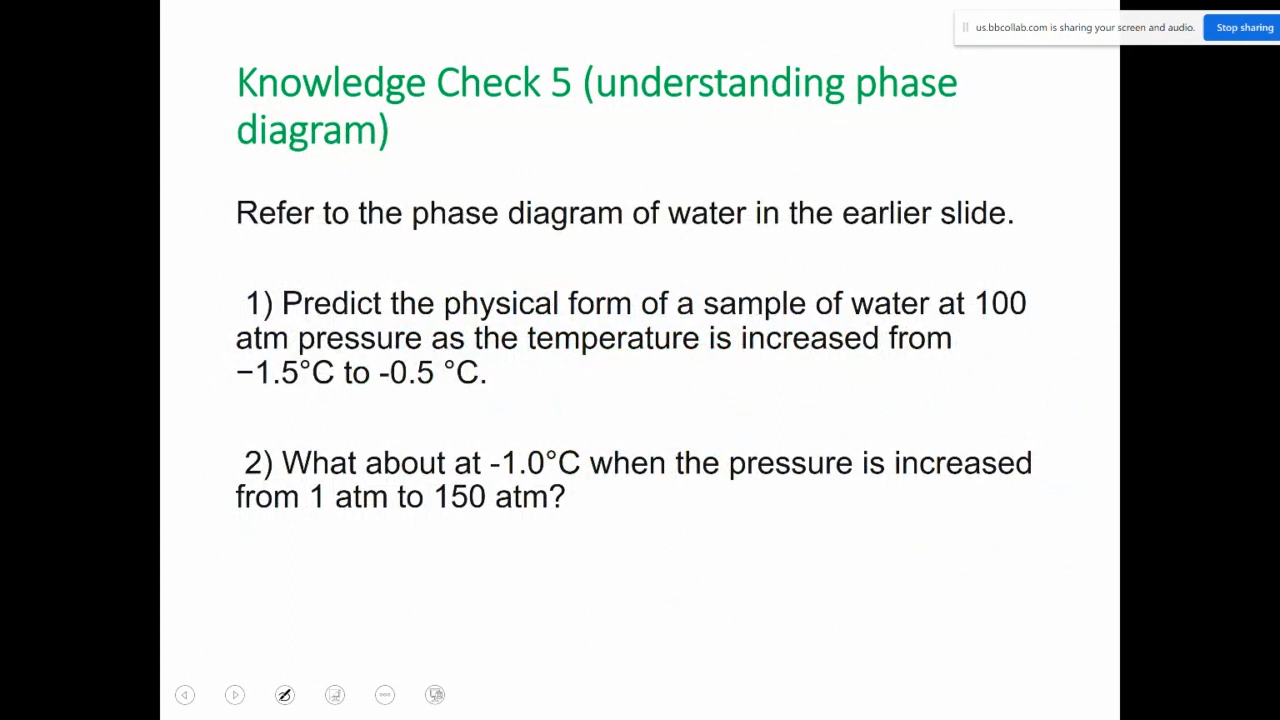 us.bbcollab.com is sharing your screen and audio.
Stop sharing
Knowledge Check 5 (understanding phase
diagram)
Refer to the phase diagram of water in the earlier slide.
1) Predict the physical form of a sample of water at 100
atm pressure as the temperature is increased from
−1.5°C to -0.5 °C.
2) What about at -1.0°C when the pressure is increased
from 1 atm to 150 atm?